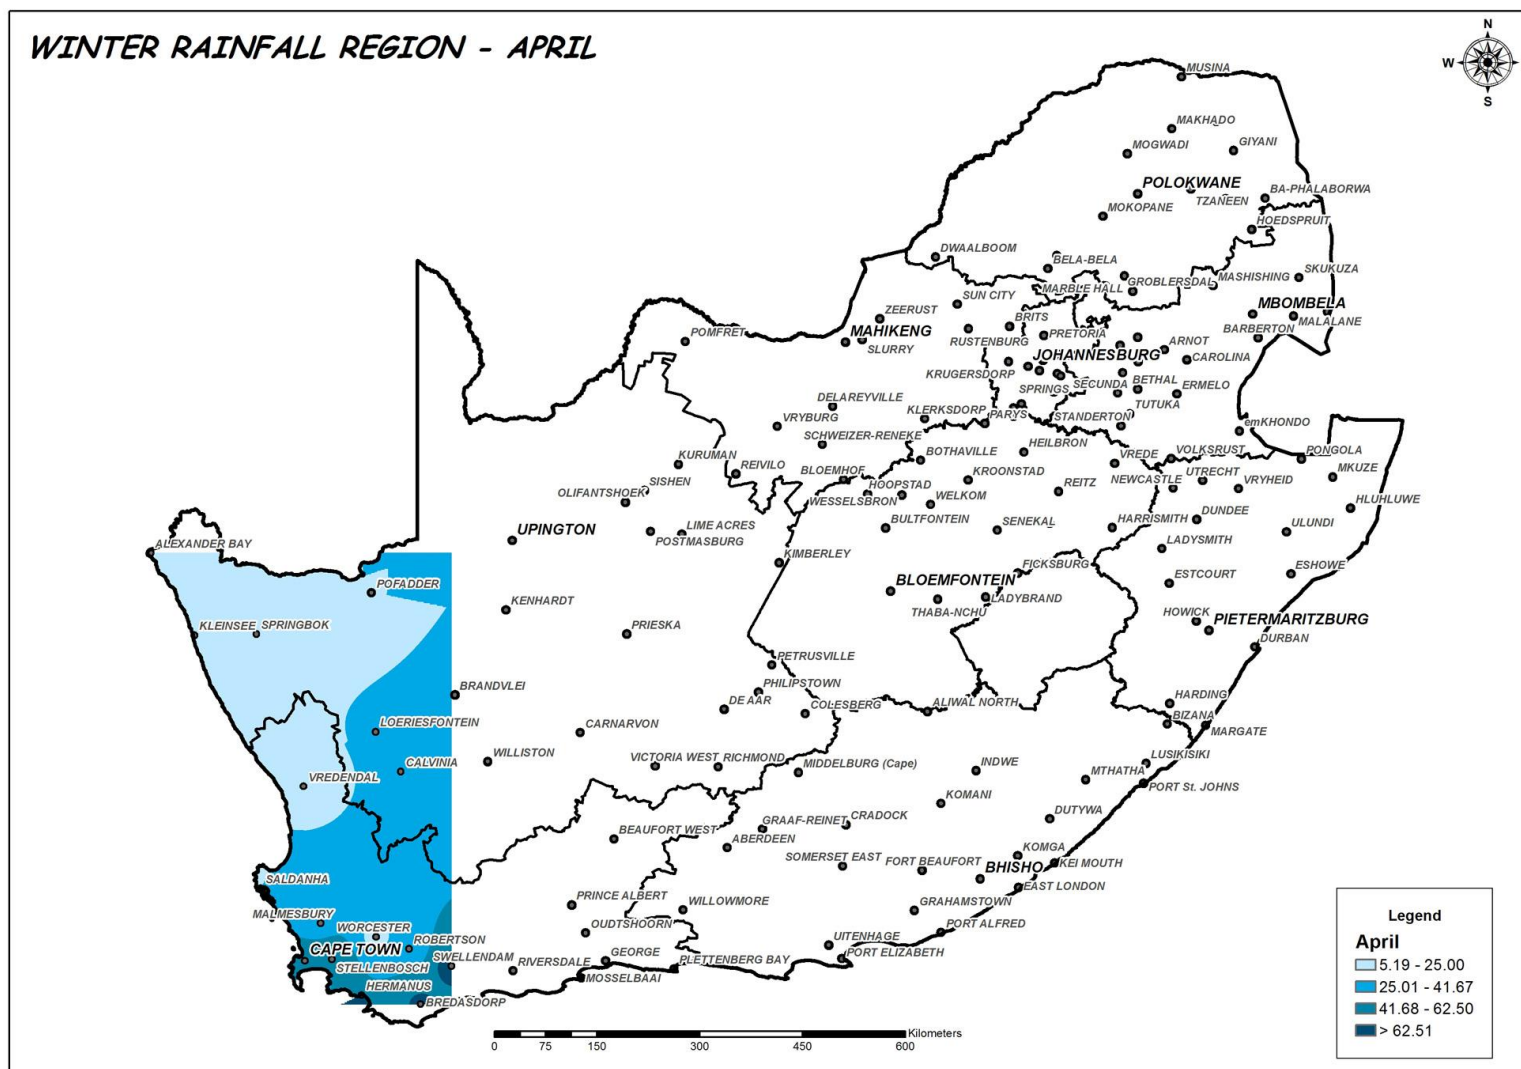 WINTER RAINFALL REGION - APRIL
N
W
E
S
MUSINA
MAKHADO
MOGWADI
GIYANI
POLOKWANE
TZANEEN
BA-PHALABORWA
MOKOPANE
HOEDSPRUIT
DWAALBOOM
BELA-BELA
MARBLE HALL
GROBLERSDAL
MASHISHING
SKUKUZA
SUN CITY
ZEERUST
MBOMBELA
MALALANE
BARBERTON
MAHIKENG
SLURRY
POMFRET
BRITS
RUSTENBURG
PRETORIA
JOHANNESBURG
ARNOT
CAROLINA
KRUGERSDORP
SPRINGS
SECUNDA
BETHAL
ERMELO
TUTUKA
DELAREYVILLE
KLERKSDORP
PARYS
STANDERTON
emKHONDO
VRYBURG
SCHWEIZER-RENEKE
HEILBRON
BOTHAVILLE
VREDE
VOLKSRUST
PONGOLA
KURUMAN
REIVILO
BLOEMHOF
KROONSTAD
REITZ
NEWCASTLE
UTRECHT
VRYHEID
MKUZE
SISHEN
OLIFANTSHOEK
HOOPSTAD
WESSELSBRON
WELKOM
HLUHLUWE
UPINGTON
LIME ACRES
POSTMASBURG
BULTFONTEIN
SENEKAL
HARRISMITH
DUNDEE
ULUNDI
LADYSMITH
ALEXANDER BAY
KIMBERLEY
FICKSBURG
ESTCOURT
ESHOWE
POFADDER
BLOEMFONTEIN
LADYBRAND
THABA-NCHU
KENHARDT
HOWICK
PIETERMARITZBURG
KLEINSEE
SPRINGBOK
PRIESKA
DURBAN
PETRUSVILLE
BRANDVLEI
PHILIPSTOWN
DE AAR
COLESBERG
ALIWAL NORTH
HARDING
BIZANA
MARGATE
LOERIESFONTEIN
CARNARVON
WILLISTON
VICTORIA WEST
RICHMOND
MIDDELBURG (Cape)
INDWE
LUSIKISIKI
MTHATHA
PORT St. JOHNS
CALVINIA
VREDENDAL
KOMANI
DUTYWA
BEAUFORT WEST
GRAAF-REINET
CRADOCK
ABERDEEN
SOMERSET EAST
FORT BEAUFORT
KOMGA
BHISHO
KEI MOUTH
EAST LONDON
SALDANHA
PRINCE ALBERT
WILLOWMORE
GRAHAMSTOWN
PORT ALFRED
MALMESBURY
WORCESTER
OUDTSHOORN
CAPE TOWN
ROBERTSON
UITENHAGE
PORT ELIZABETH
SWELLENDAM
STELLENBOSCH
RIVERSDALE
GEORGE
PLETTENBERG BAY
MOSSELBAAI
HERMANUS
BREDASDORP
Kilometers
0 75 150 300 450 600
Legend
April
5.19 - 25.00
25.01 - 41.67
41.68 - 62.50
> 62.51